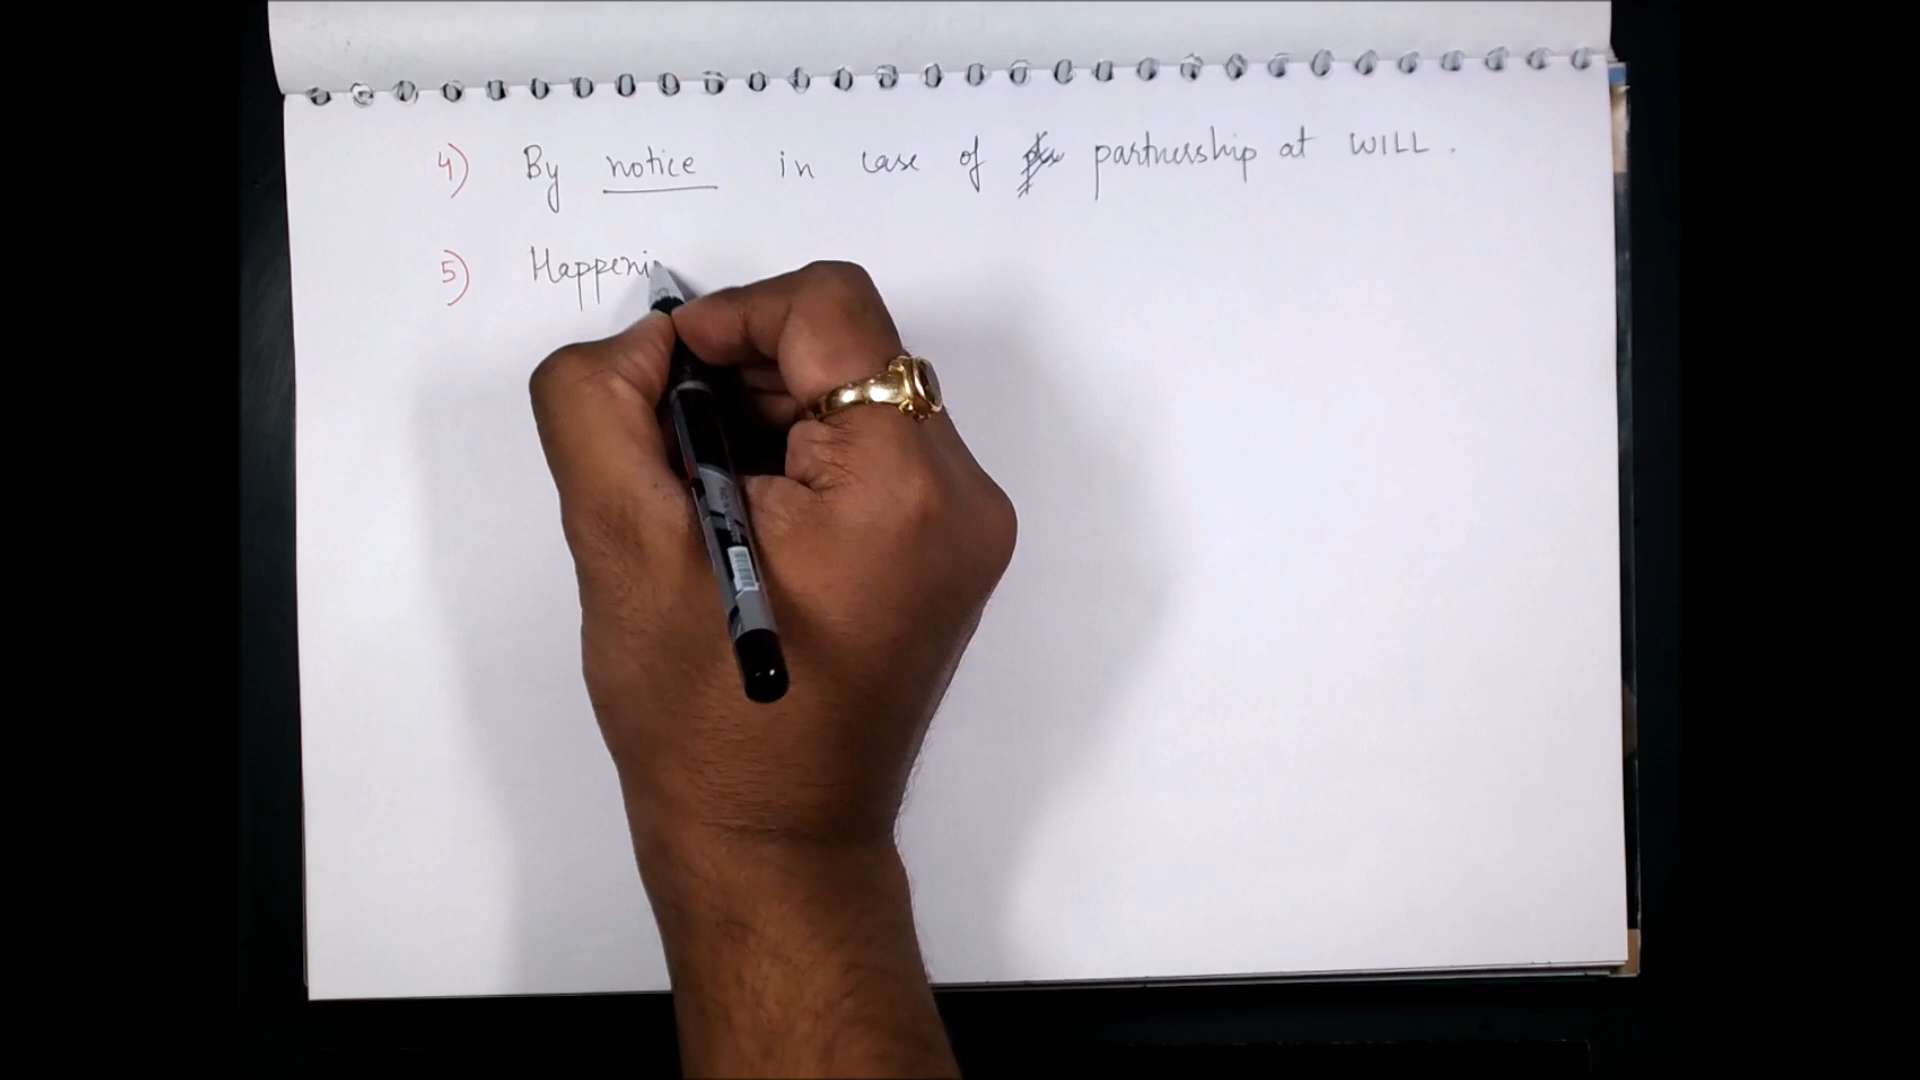 4) By notice in case of partnership at WILL.
5) Happeni